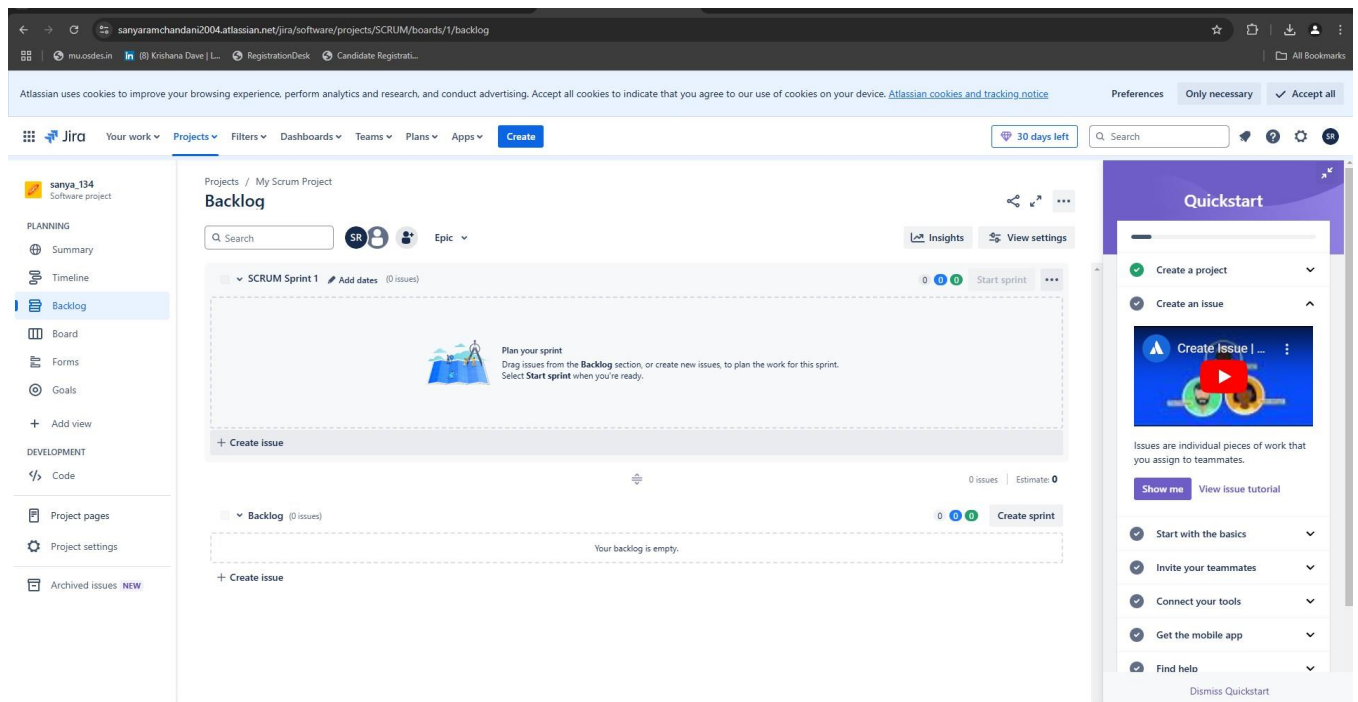 sanyaramchandani2004.atlassian.net/jira/software/projects/SCRUM/boards/1/backlog
mu.osdes.in (8) Krishana Dave | L... RegistrationDesk Candidate Registrati... All Bookmarks
Atlassian uses cookies to improve your browsing experience, perform analytics and research, and conduct advertising. Accept all cookies to indicate that you agree to our use of cookies on your device. Atlassian cookies and tracking notice Preferences Only necessary Accept all
Jira Your work Projects Filters Dashboards Teams Plans Apps Create 30 days left Search SR
sanya_134
Software project
PLANNING
Summary
Timeline
Backlog
Board
Forms
Goals
+ Add view
DEVELOPMENT
Code
Project pages
Project settings
Archived issues NEW
Projects / My Scrum Project
Backlog
Search SR Epic Insights View settings
SCRUM Sprint 1 Add dates (0 issues) 0 0 0 Start sprint
Plan your sprint
Drag issues from the Backlog section, or create new issues, to plan the work for this sprint.
Select Start sprint when you're ready.
+ Create issue
0 issues Estimate: 0
Backlog (0 issues) 0 0 0 Create sprint
Your backlog is empty.
+ Create issue
Quickstart
Create a project
Create an issue
Create Issue | ...
Issues are individual pieces of work that
you assign to teammates.
Show me View issue tutorial
Start with the basics
Invite your teammates
Connect your tools
Get the mobile app
Find help
Dismiss Quickstart